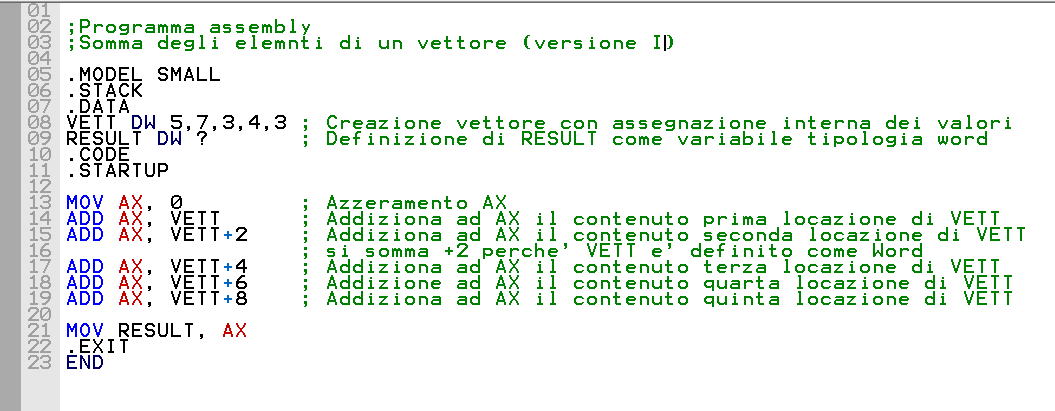 01
02 ;Programma assembly
03 ;Somma degli elemnti di un vettore (versione I)
04
05 .MODEL SMALL
06 .STACK
07 .DATA
08 VETT DW 5,7,3,4,3 ; Creazione vettore con assegnazione interna dei valori
09 RESULT DW ? ; Definizione di RESULT come variabile tipologia word
10 .CODE
11 .STARTUP
12
13 MOV AX, 0 ; Azzeramento AX
14 ADD AX, VETT ; Addiziona ad AX il contenuto prima locazione di VETT
15 ADD AX, VETT+2 ; Addiziona ad AX il contenuto seconda locazione di VETT
16 ; si somma +2 perche' VETT e' definito come Word
17 ADD AX, VETT+4 ; Addiziona ad AX il contenuto terza locazione di VETT
18 ADD AX, VETT+6 ; Addizione ad AX il contenuto quarta locazione di VETT
19 ADD AX, VETT+8 ; Addiziona ad AX il contenuto quinta locazione di VETT
20
21 MOV RESULT, AX
22 .EXIT
23 END